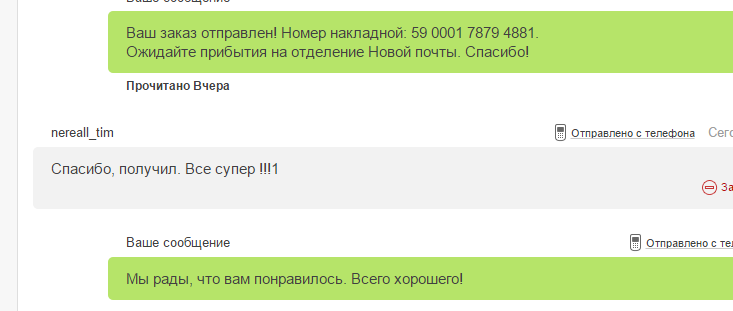 Ваше сообщение
Ваш заказ отправлен! Номер накладной: 59 0001 7879 4881.
Ожидайте прибытия на отделение Новой почты. Спасибо!
Прочитано Вчера
nereall_tim Отправлено с телефона
Спасибо, получил. Все супер !!!1
Ваше сообщение Отправлено с
Мы рады, что вам понравилось. Всего хорошего!